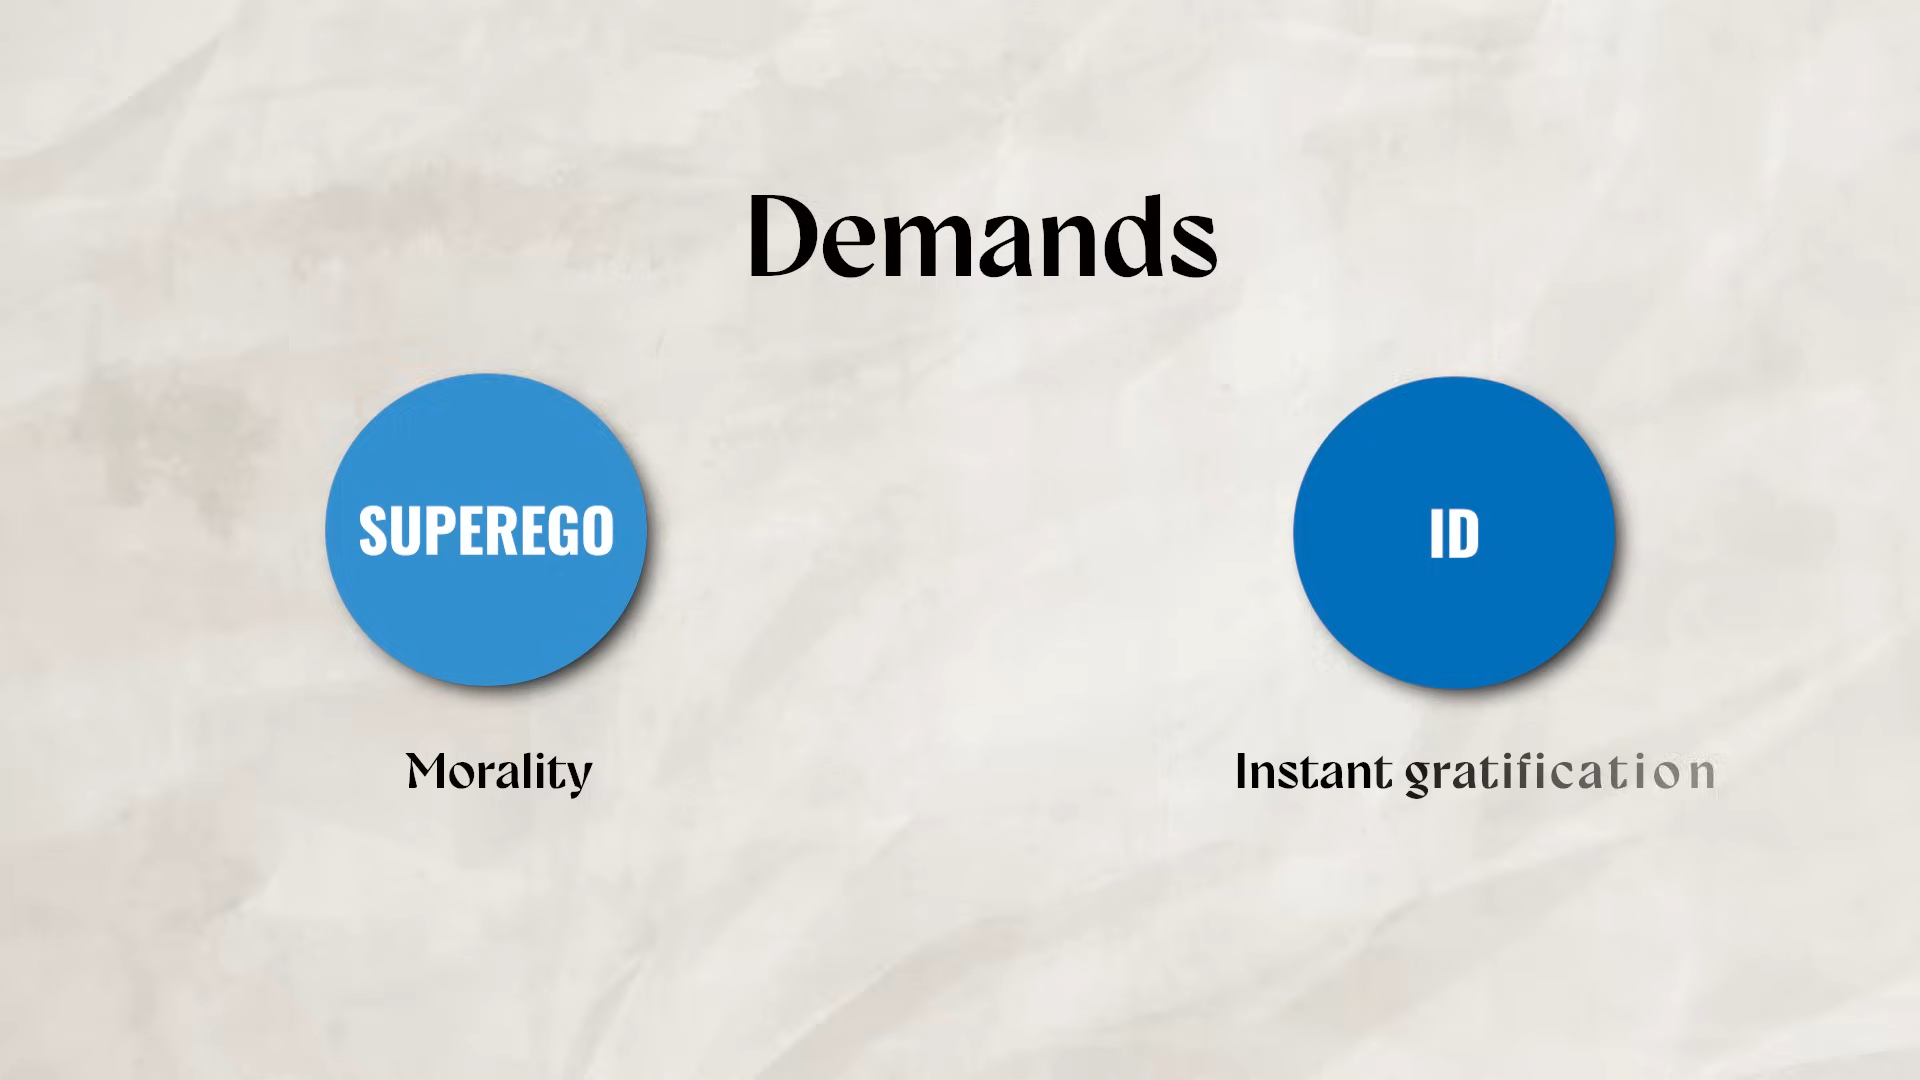 Demands
SUPEREGO
ID
Morality
Instant gratification